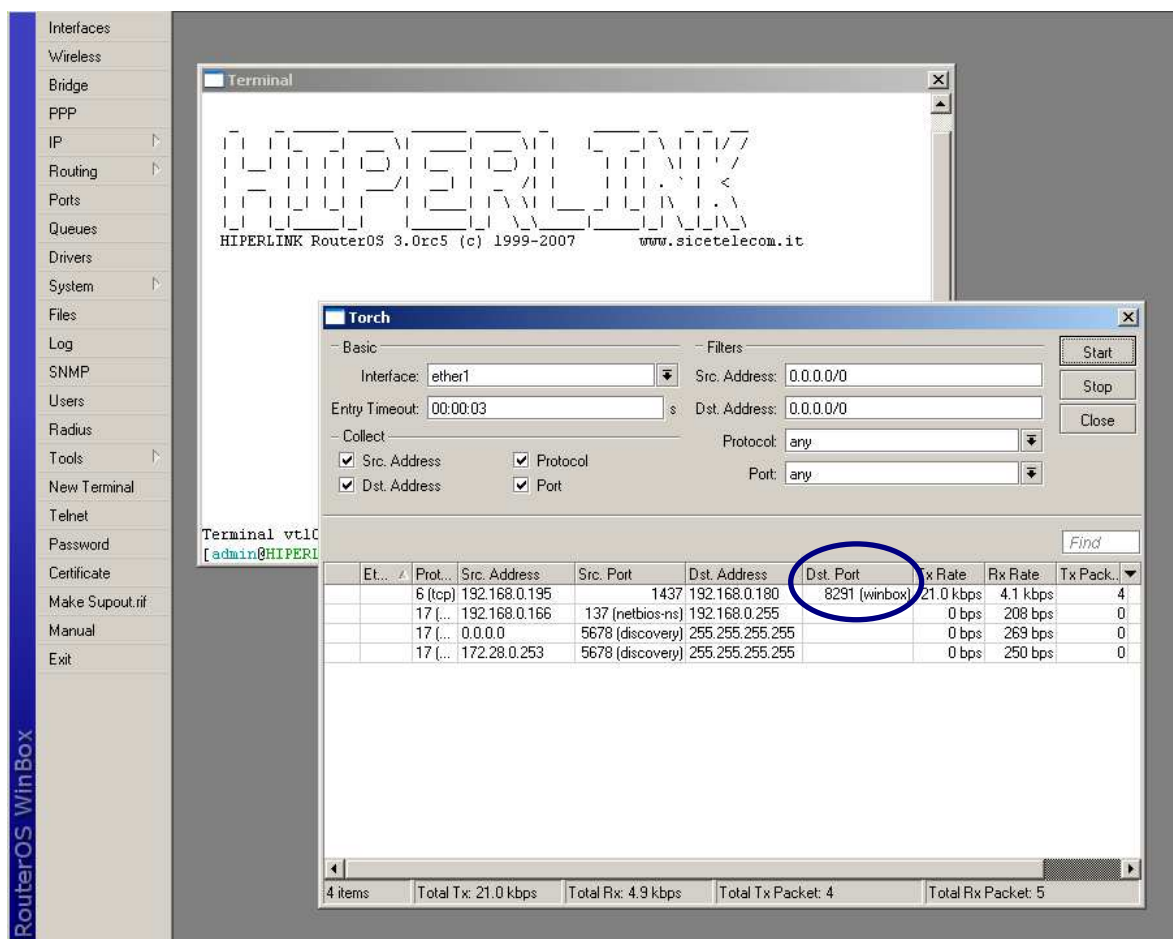 Interfaces
Wireless
Bridge
PPP
IP
Routing
Ports
Queues
Drivers
System
Files
Log
SNMP
Users
Radius
Tools
New Terminal
Telnet
Password
Certificate
Make Supout.rif
Manual
Exit
RouterOS WinBox
Terminal
HIPERLINK
HIPERLINK RouterOS 3.0rc5 (c) 1999-2007 www.sicetelecom.it
Terminal vt10
[admin@HIPERL
Torch
Basic
Interface: ether1
Entry Timeout: 00:00:03 s
Collect
Src. Address Protocol
Dst. Address Port
Filters
Src. Address: 0.0.0.0/0
Dst. Address: 0.0.0.0/0
Protocol: any
Port: any
Start
Stop
Close
Find
Et... Prot... Src. Address Src. Port Dst. Address Dst. Port Tx Rate Rx Rate Tx Pack...
6 (tcp) 192.168.0.195 1437 192.168.0.180 8291 (winbox) 21.0 kbps 4.1 kbps 4
17 (... 192.168.0.166 137 (netbios-ns) 192.168.0.255 0 bps 208 bps 0
17 (... 0.0.0.0 5678 (discovery) 255.255.255.255 0 bps 269 bps 0
17 (... 172.28.0.253 5678 (discovery) 255.255.255.255 0 bps 250 bps 0
4 items Total Tx: 21.0 kbps Total Rx: 4.9 kbps Total Tx Packet: 4 Total Rx Packet: 5